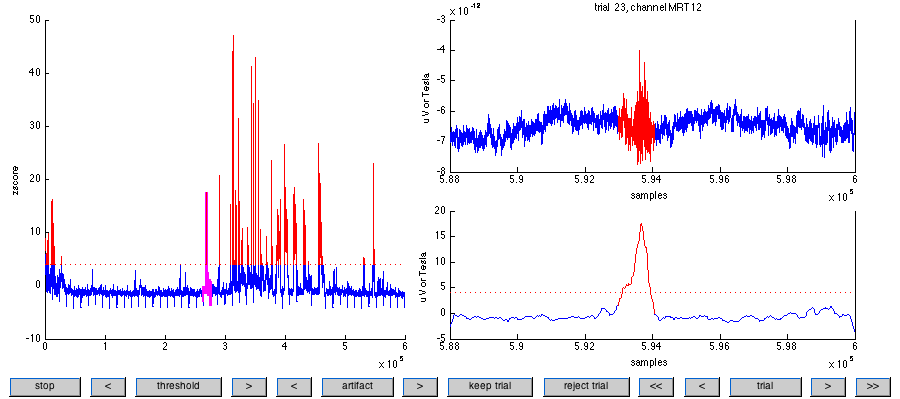 50
40
30
20
10
0
-10
zscore
0 1 2 3 4 5 6
x 10^5
x 10^-12
trial 23, channel MRT12
-3
-4
-5
-6
-7
-8
uV or Tesla
5.88 5.9 5.92 5.94 5.96 5.98 6
samples
x 10^5
20
15
10
5
0
-5
uV or Tesla
5.88 5.9 5.92 5.94 5.96 5.98 6
samples
x 10^5
stop < threshold > < artifact > keep trial reject trial << < trial > >>